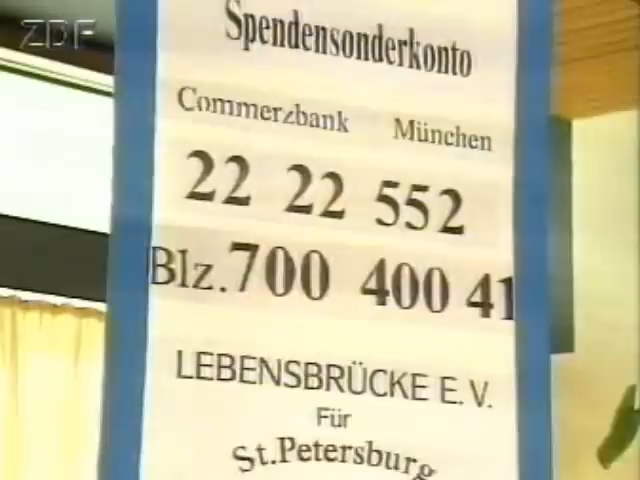 ZDF
Spendensonderkonto
Commerzbank München
22 22 552
Blz.700 400 41
LEBENSBRÜCKE E.V.
Für
St.Petersburg